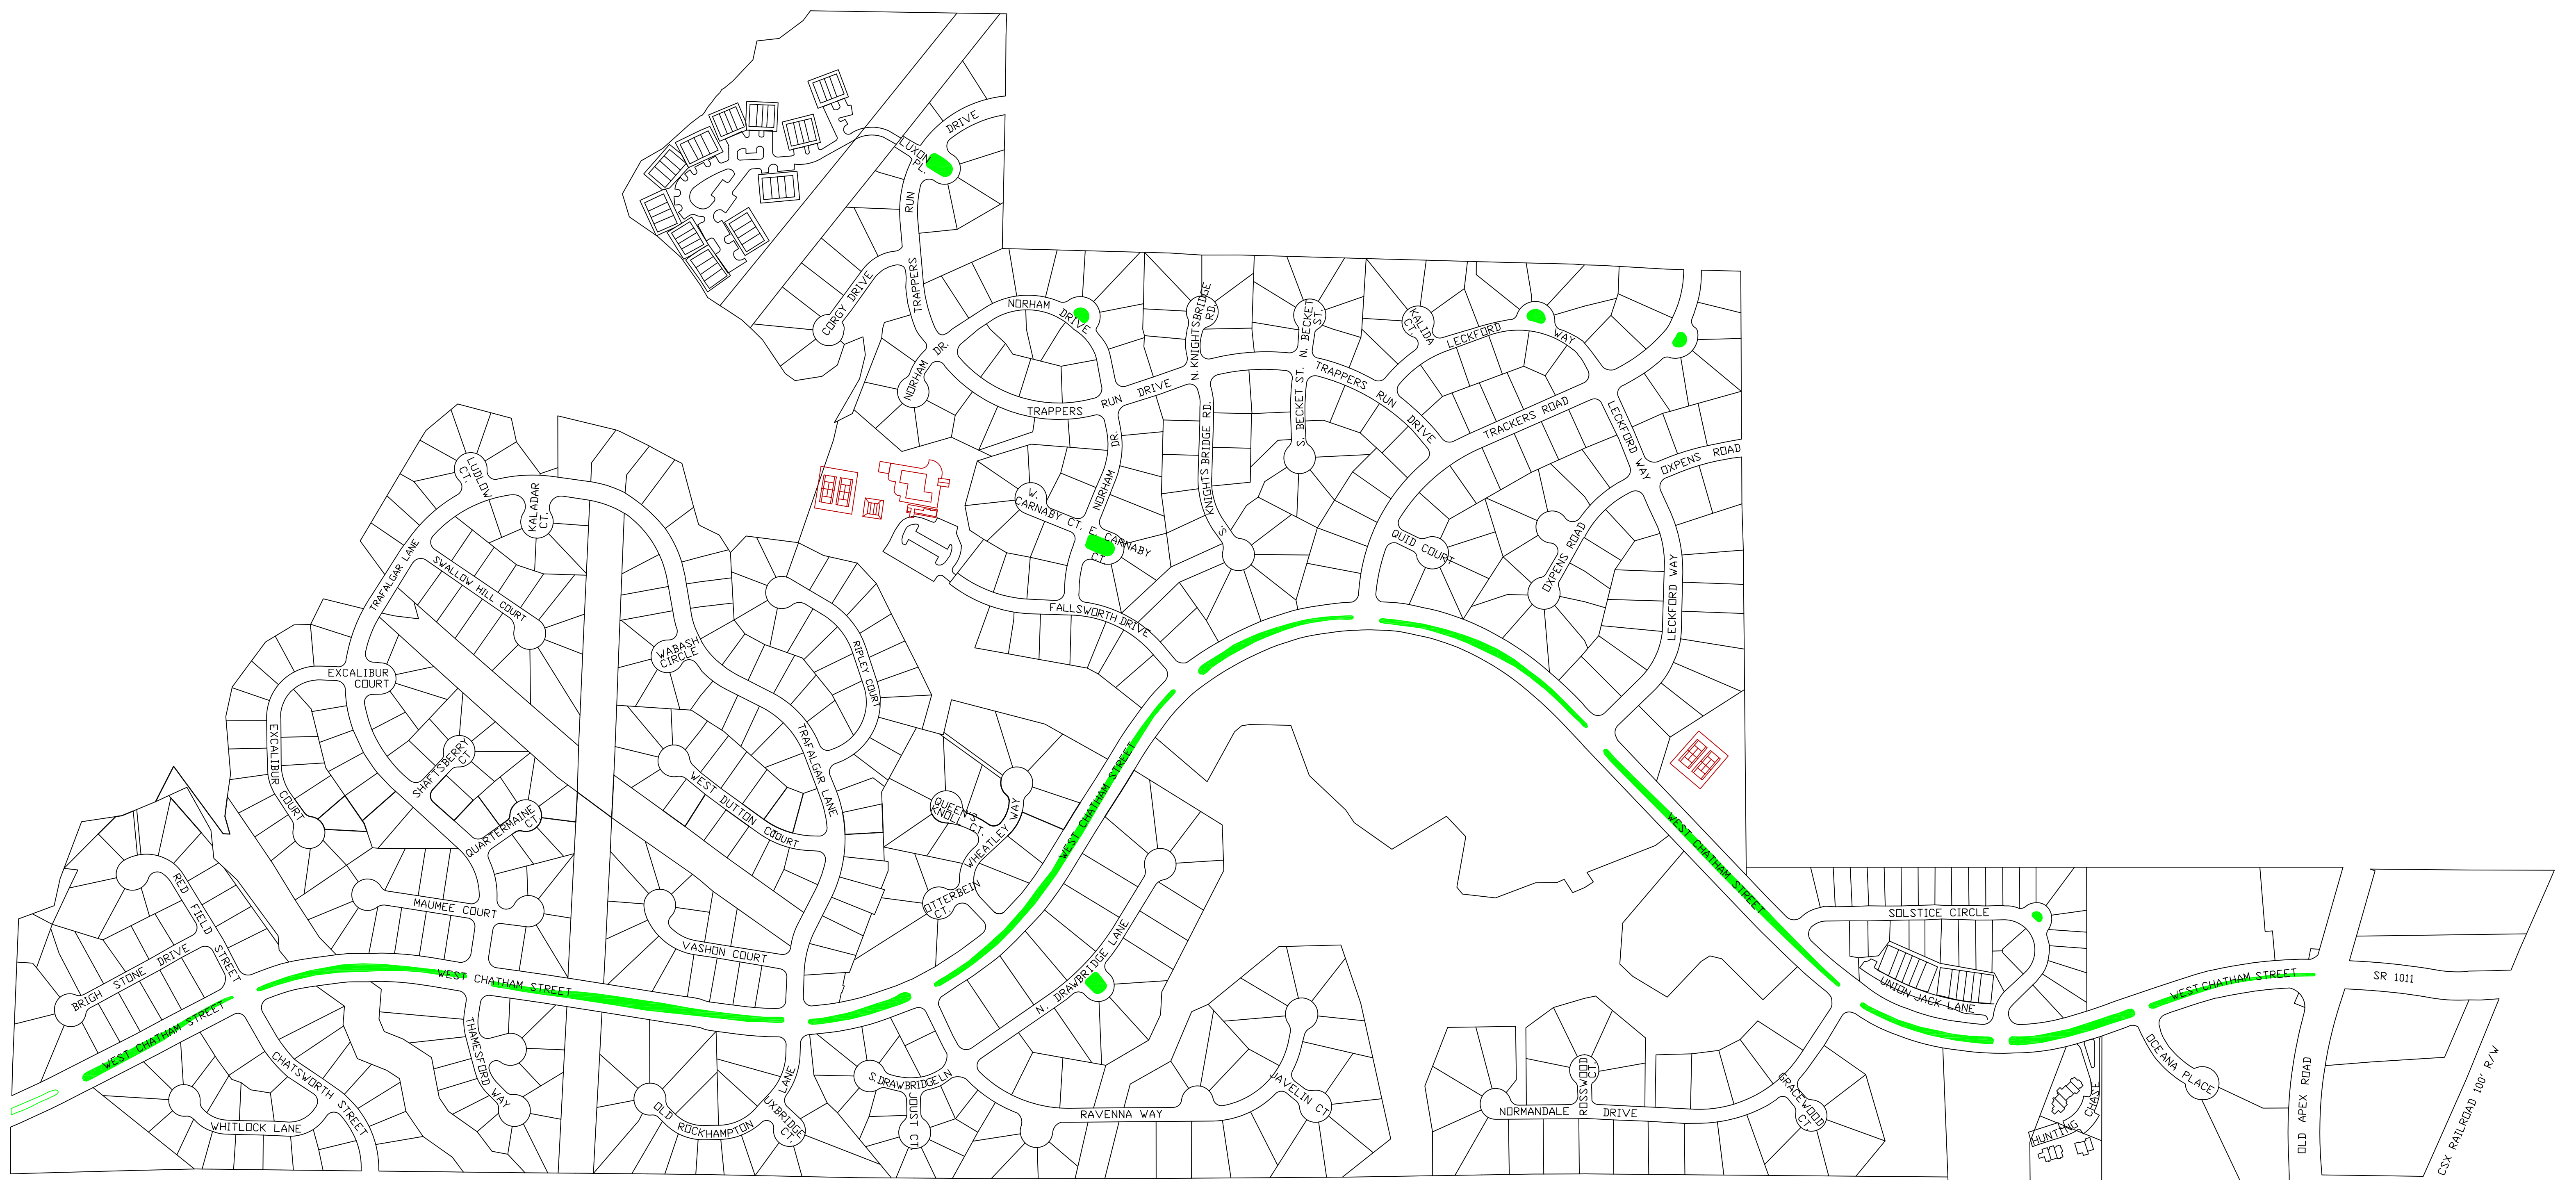 DRIVE
LUXON
PL.
RUN
TRAPPERS
CORGY DRIVE
NORHAM
DRIVE
NORHAM DR.
TRAPPERS RUN DRIVE
N. KNIGHTSBRIDGE
RD.
N. BECKET
ST.
KALIDA
CT.
LECKFORD WAY
TRAPPERS RUN DRIVE
TRACKERS ROAD
LECKFORD WAY
OXPENS ROAD
S. BECKET ST.
S. KNIGHTSBRIDGE RD.
NORHAM DR.
W.
CARNABY CT.
E. CARNABY
CT.
FALLSWORTH DRIVE
QUID COURT
OXPENS ROAD
LECKFORD WAY
LUDLOW
CT.
KALADAR
CT.
TRAFALGAR LANE
SWALLOW HILL COURT
EXCALIBUR
COURT
EXCALIBUR COURT
WABASH
CIRCLE
RIPLEY COURT
TRAFALGAR LANE
SHAFTSBERRY
CT
QUARTERMAINE
CT
WEST DUTTON COURT
QUEEN'S
KNOLL CT.
WHEATLEY WAY
OTTERBEIN
CT.
WEST CHATHAM STREET
WEST CHATHAM STREET
RED FIELD STREET
BRIGH STONE DRIVE
MAUMEE COURT
VASHON COURT
WEST CHATHAM STREET
WEST CHATHAM STREET
N. DRAWBRIDGE LANE
SOLSTICE CIRCLE
UNION JACK LANE
WEST CHATHAM STREET
SR 1011
CHATSWORTH STREET
WHITLOCK LANE
THAMESFORD WAY
OLD
ROCKHAMPTON
LANE
UXBRIDGE
CT.
S.DRAWBRIDGE LN
JOUST CT.
RAVENNA WAY
JAVELIN CT
ROSSWOOD
CT.
NORMANDALE DRIVE
GRACEWOOD
CT.
OCEANA PLACE
HUNTING
CHASE
OLD APEX ROAD
CSX RAILROAD 100' R/W